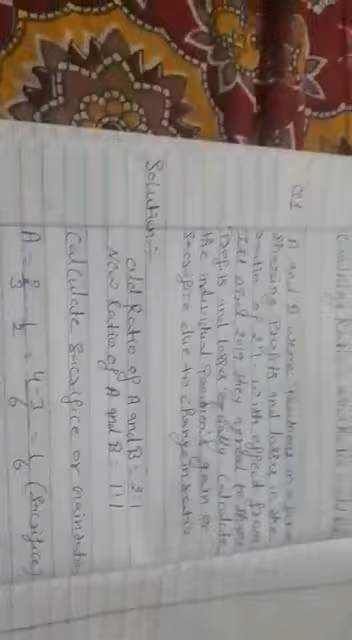 Q1 A and B were partners in a firm
sharing Profits and losses in the
ratio of 2:1. with effect from
1st April 2019 they agreed to share
Profits and losses equally calculate
the individual Partner's gain or
sacrifice due to change in ratio
Solution:-
old Ratio of A and B = 2:1
New Ratio of A and B = 1:1
Calculate sacrifice or
A = 2/3 - 1/2 = 4-3/6 = 1/6 (Sacrifice)